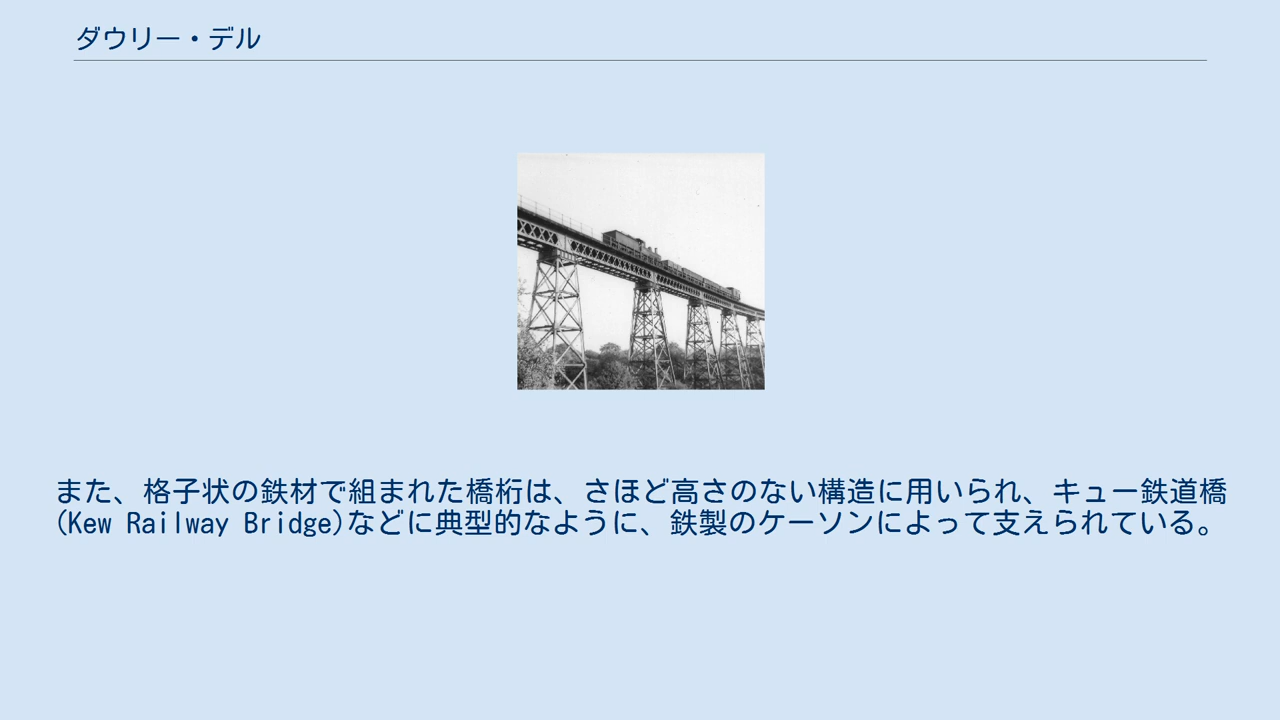 ダウリー・デル
また、格子状の鉄材で組まれた橋桁は、さほど高さのない構造に用いられ、キュー鉄道橋
(Kew Railway Bridge)などに典型的なように、鉄製のケーソンによって支えられている。